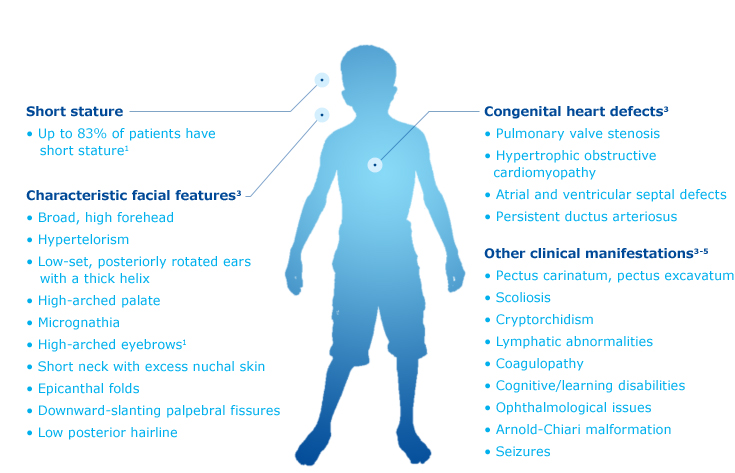 Short stature
• Up to 83% of patients have
short stature¹
Characteristic facial features³
• Broad, high forehead
• Hypertelorism
• Low-set, posteriorly rotated ears
with a thick helix
• High-arched palate
• Micrognathia
• High-arched eyebrows¹
• Short neck with excess nuchal skin
• Epicanthal folds
• Downward-slanting palpebral fissures
• Low posterior hairline
Congenital heart defects³
• Pulmonary valve stenosis
• Hypertrophic obstructive
cardiomyopathy
• Atrial and ventricular septal defects
• Persistent ductus arteriosus
Other clinical manifestations³⁻⁵
• Pectus carinatum, pectus excavatum
• Scoliosis
• Cryptorchidism
• Lymphatic abnormalities
• Coagulopathy
• Cognitive/learning disabilities
• Ophthalmological issues
• Arnold-Chiari malformation
• Seizures